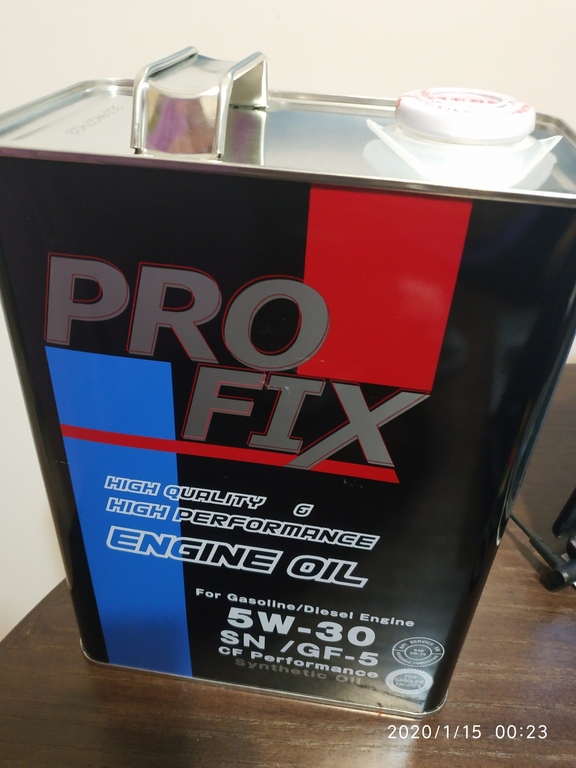 PRO
FIX
HIGH QUALITY &
HIGH PERFORMANCE
ENGINE OIL
For Gasoline/Diesel Engine
5W-30
SN /GF-5
CF Performance
Synthetic Oil
2020/1/15 00:23